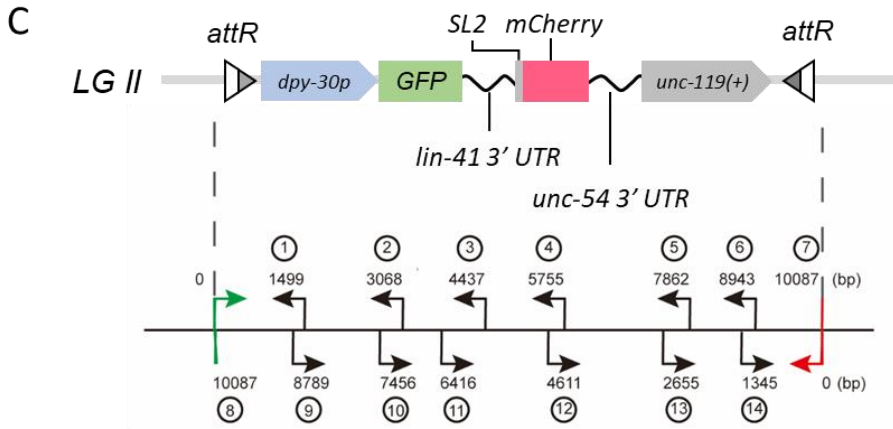 C
attR SL2 mCherry attR
LG II dpy-30p GFP unc-119(+)
lin-41 3’ UTR
unc-54 3’ UTR
① ② ③ ④ ⑤ ⑥ ⑦
0 1499 3068 4437 5755 7862 8943 10087 (bp)
10087 8789 7456 6416 4611 2655 1345 0 (bp)
⑧ ⑨ ⑩ ⑪ ⑫ ⑬ ⑭